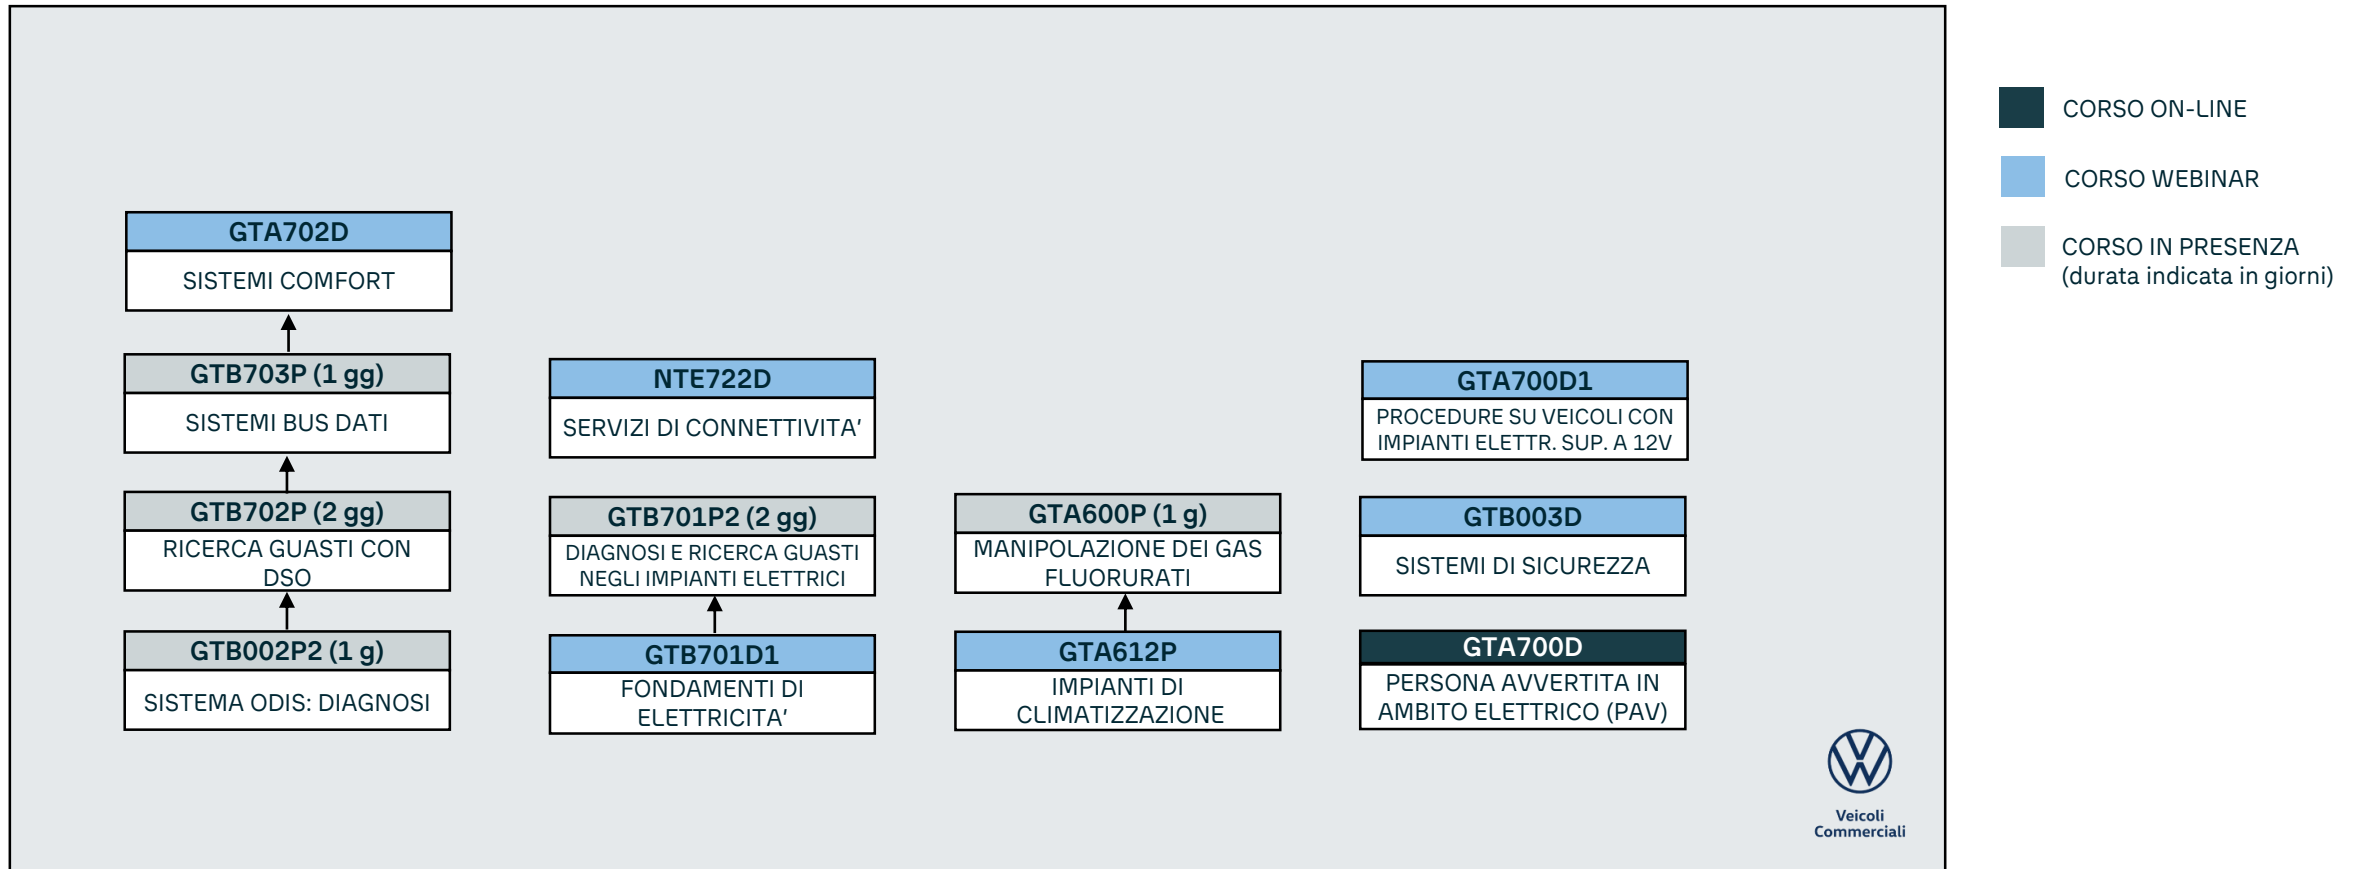 GTA702D
SISTEMI COMFORT
GTB703P (1 gg)
SISTEMI BUS DATI
GTB702P (2 gg)
RICERCA GUASTI CON
DSO
GTB002P2 (1 g)
SISTEMA ODIS: DIAGNOSI
NTE722D
SERVIZI DI CONNETTIVITA’
GTB701P2 (2 gg)
DIAGNOSI E RICERCA GUASTI
NEGLI IMPIANTI ELETTRICI
GTB701D1
FONDAMENTI DI
ELETTRICITA’
GTA600P (1 g)
MANIPOLAZIONE DEI GAS
FLUORURATI
GTA612P
IMPIANTI DI
CLIMATIZZAZIONE
GTA700D1
PROCEDURE SU VEICOLI CON
IMPIANTI ELETTR. SUP. A 12V
GTB003D
SISTEMI DI SICUREZZA
GTA700D
PERSONA AVVERTITA IN
AMBITO ELETTRICO (PAV)
Veicoli
Commerciali
CORSO ON-LINE
CORSO WEBINAR
CORSO IN PRESENZA
(durata indicata in giorni)